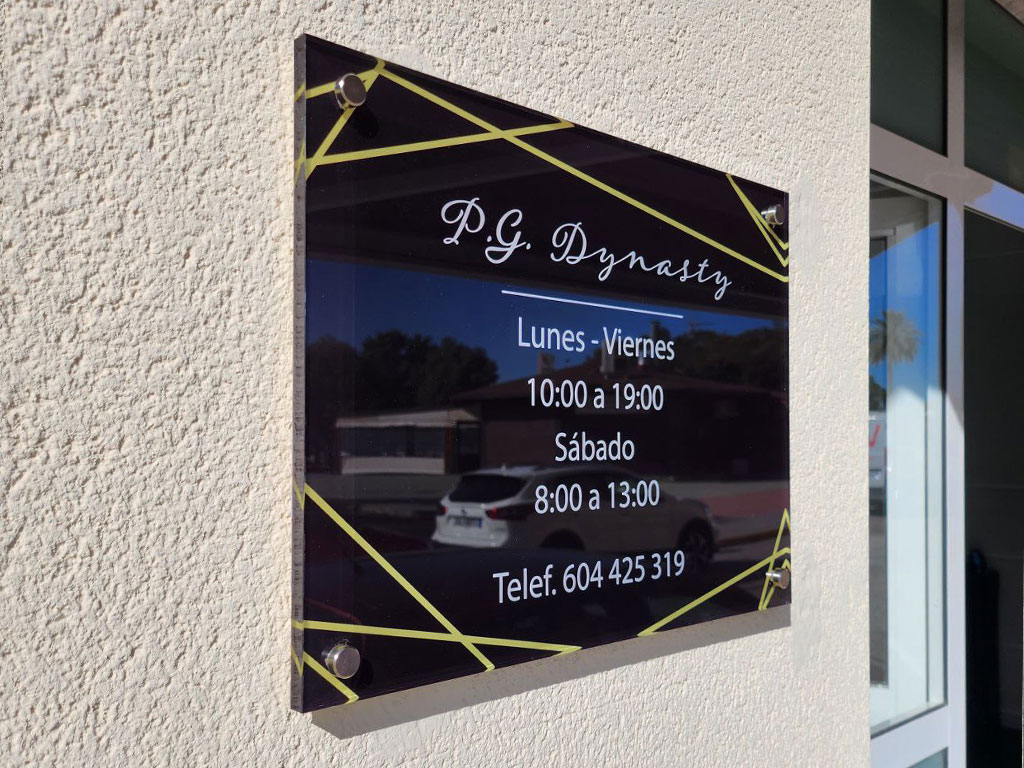 P.G. Dynasty
Lunes - Viernes
10:00 a 19:00
Sábado
8:00 a 13:00
Telef. 604 425 319